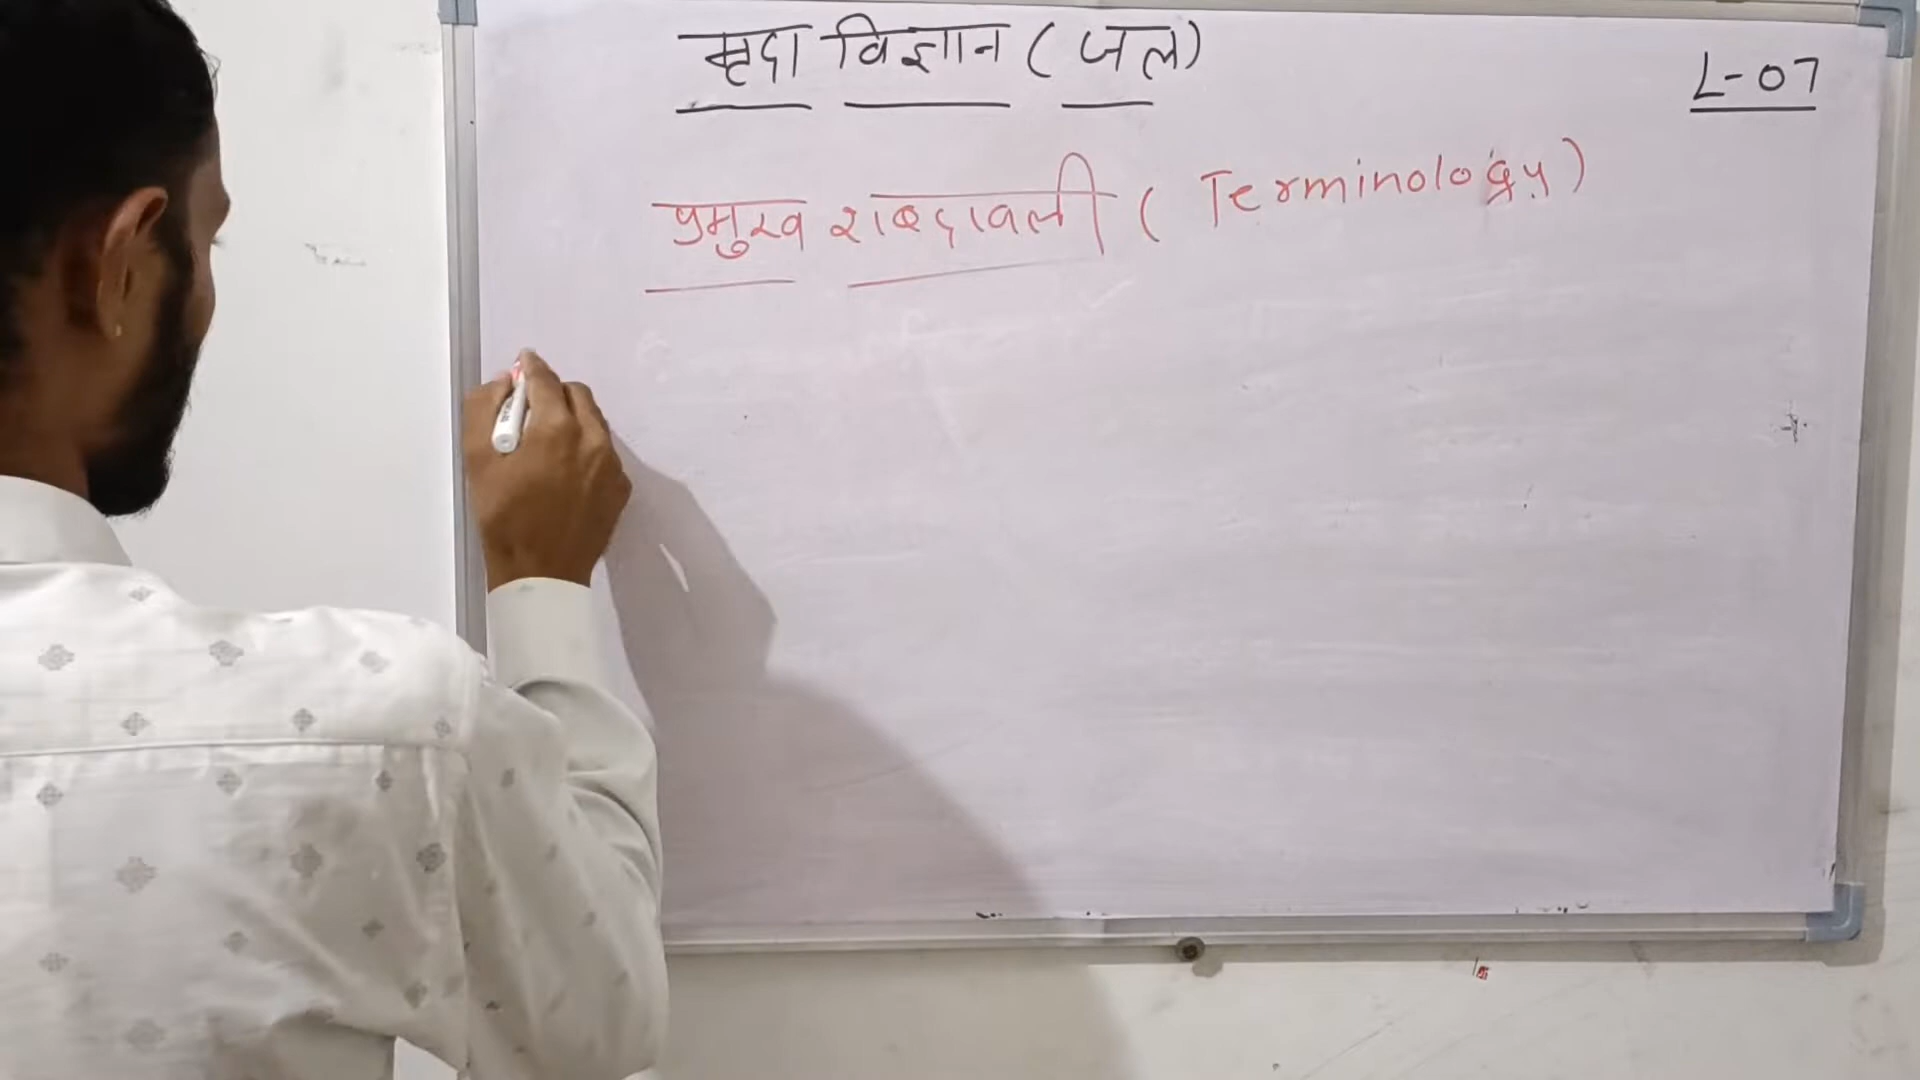 मृदा विज्ञान (जल)
L-07
प्रमुख शब्दावली (Terminology)